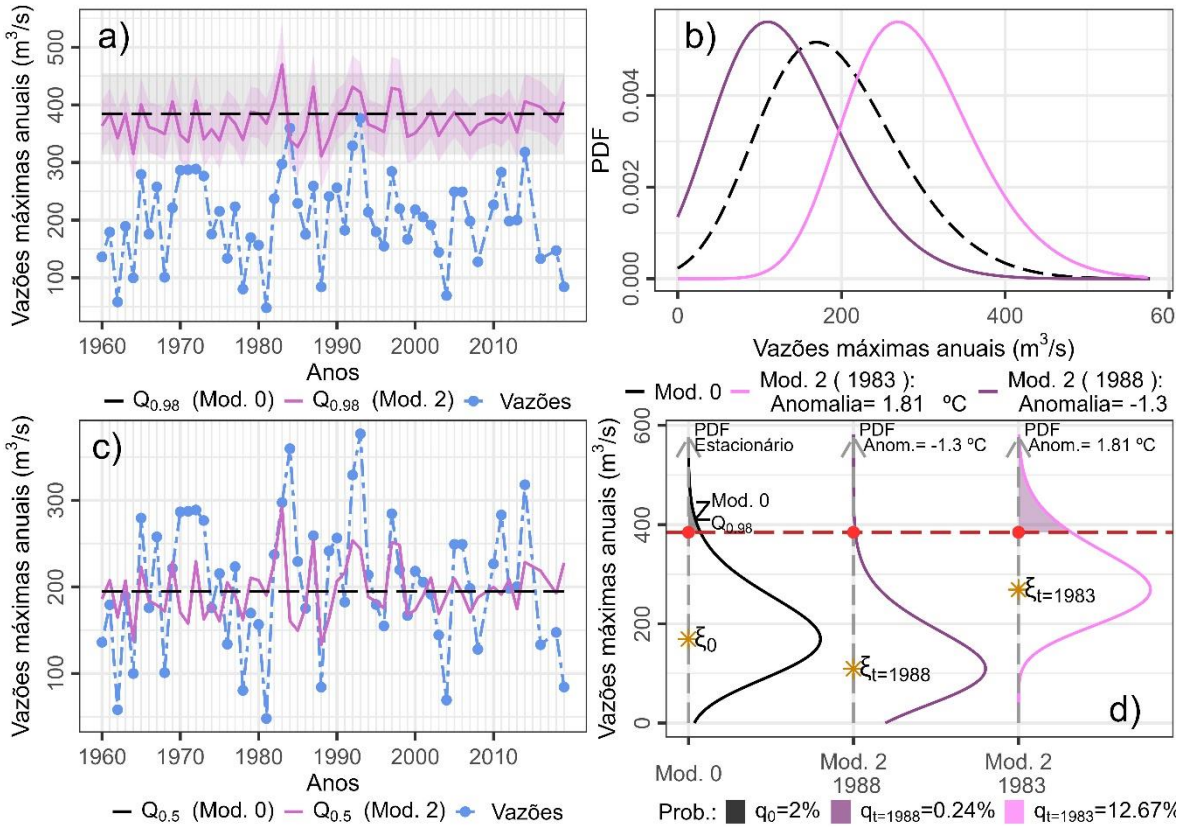 a)
Vazões máximas anuais (m³/s)
500
400
300
200
100
1960 1970 1980 1990 2000 2010
Anos
Q0.98 (Mod. 0) Q0.98 (Mod. 2) Vazões
b)
PDF
0.004
0.002
0.000
0 200 400 60
Vazões máximas anuais (m³/s)
Mod. 0 Mod. 2 ( 1983 ): Mod. 2 ( 1988 ):
Anomalia= 1.81 ºC Anomalia= -1.3
c)
Vazões máximas anuais (m³/s)
300
200
100
1960 1970 1980 1990 2000 2010
Anos
Q0.5 (Mod. 0) Q0.5 (Mod. 2) Vazões
Vazões máximas anuais (m³/s)
600
400
200
0
PDF PDF PDF
Estacionário Anom.= -1.3 ºC Anom.= 1.81 ºC
Mod. 0
Q0.98
ξt=1983
ξ0
ξt=1988
d)
Mod. 0 Mod. 2 Mod. 2
1988 1983
Prob.: q0=2% qt=1988=0.24% qt=1983=12.67%